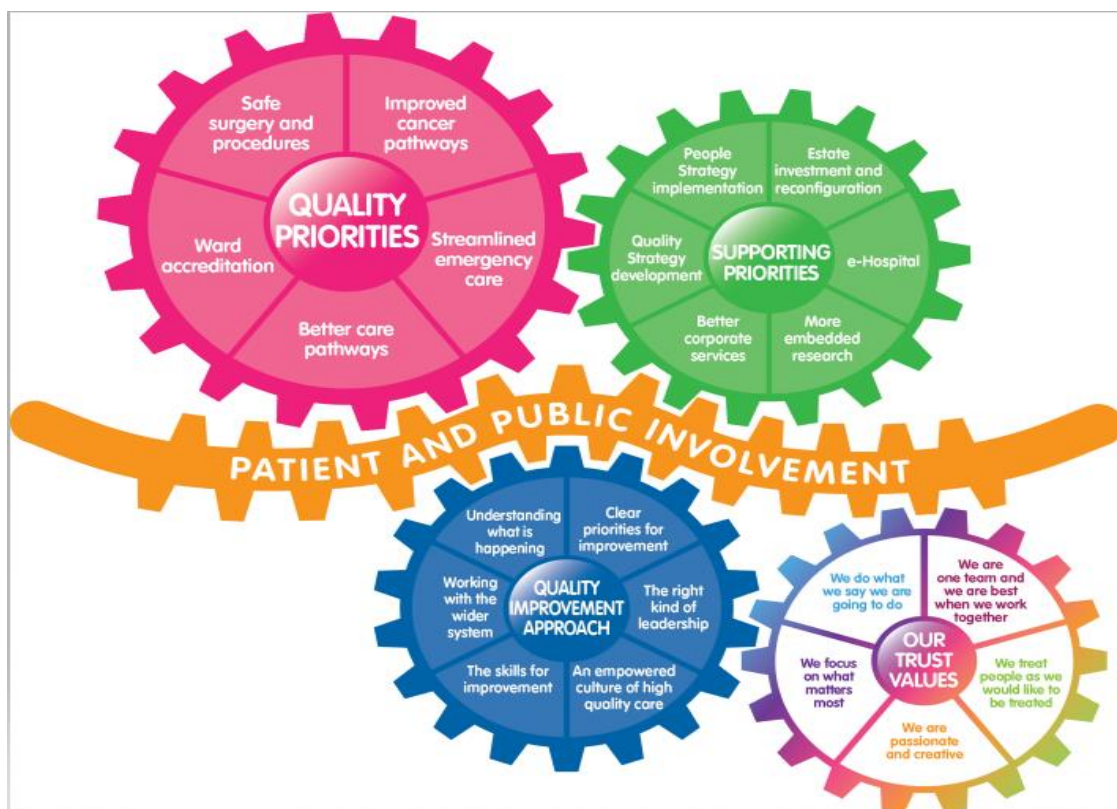 Safe
surgery and
procedures
Improved
cancer
pathways
QUALITY
PRIORITIES
Ward
accreditation
Streamlined
emergency
care
Better care
pathways
People
Strategy
implementation
Estate
investment and
reconfiguration
Quality
Strategy
development
SUPPORTING
PRIORITIES
e-Hospital
Better
corporate
services
More
embedded
research
PATIENT AND PUBLIC INVOLVEMENT
Understanding
what is
happening
Clear
priorities for
improvement
Working
with the
wider
system
QUALITY
IMPROVEMENT
APPROACH
The right
kind of
leadership
The skills for
improvement
An empowered
culture of high
quality care
We do what
we say we are
going to do
We are
one team and
we are best
when we work
together
OUR
TRUST
VALUES
We focus
on what
matters
most
We treat
people as we
would like to
be treated
We are
passionate
and creative